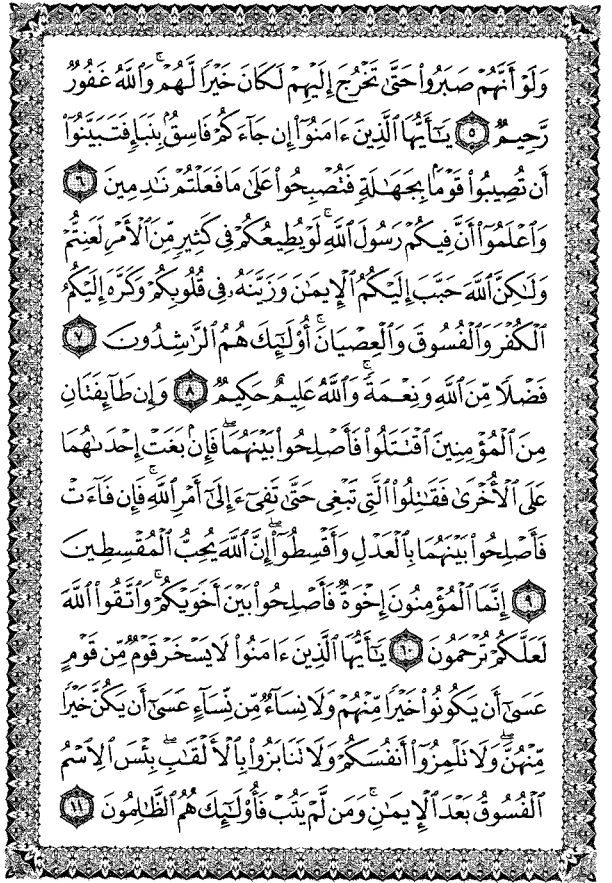 وَلَوْ أَنَّهُمْ صَبَرُوا۟ حَتَّىٰ تَخْرُجَ إِلَيْهِمْ لَكَانَ خَيْرًا لَّهُمْ ۚ وَٱللَّهُ غَفُورٌ
رَّحِيمٌ ٥ يَـٰٓأَيُّهَا ٱلَّذِينَ ءَامَنُوٓا۟ إِن جَآءَكُمْ فَاسِقٌۢ بِنَبَإٍ فَتَبَيَّنُوٓا۟
أَن تُصِيبُوا۟ قَوْمًۢا بِجَهَـٰلَةٍ فَتُصْبِحُوا۟ عَلَىٰ مَا فَعَلْتُمْ نَـٰدِمِينَ ٦
وَٱعْلَمُوٓا۟ أَنَّ فِيكُمْ رَسُولَ ٱللَّهِ ۚ لَوْ يُطِيعُكُمْ فِى كَثِيرٍ مِّنَ ٱلْأَمْرِ لَعَنِتُّمْ
وَلَـٰكِنَّ ٱللَّهَ حَبَّبَ إِلَيْكُمُ ٱلْإِيمَـٰنَ وَزَيَّنَهُۥ فِى قُلُوبِكُمْ وَكَرَّهَ إِلَيْكُمُ
ٱلْكُفْرَ وَٱلْفُسُوقَ وَٱلْعِصْيَانَ ۚ أُو۟لَـٰٓئِكَ هُمُ ٱلرَّٰشِدُونَ ٧
فَضْلًا مِّنَ ٱللَّهِ وَنِعْمَةً ۚ وَٱللَّهُ عَلِيمٌ حَكِيمٌ ٨ وَإِن طَآئِفَتَانِ
مِنَ ٱلْمُؤْمِنِينَ ٱقْتَتَلُوا۟ فَأَصْلِحُوا۟ بَيْنَهُمَا ۖ فَإِنۢ بَغَتْ إِحْدَىٰهُمَا
عَلَى ٱلْأُخْرَىٰ فَقَـٰتِلُوا۟ ٱلَّتِى تَبْغِى حَتَّىٰ تَفِىٓءَ إِلَىٰٓ أَمْرِ ٱللَّهِ ۚ فَإِن فَآءَتْ
فَأَصْلِحُوا۟ بَيْنَهُمَا بِٱلْعَدْلِ وَأَقْسِطُوٓا۟ ۖ إِنَّ ٱللَّهَ يُحِبُّ ٱلْمُقْسِطِينَ
٩ إِنَّمَا ٱلْمُؤْمِنُونَ إِخْوَةٌ فَأَصْلِحُوا۟ بَيْنَ أَخَوَيْكُمْ ۚ وَٱتَّقُوا۟ ٱللَّهَ
لَعَلَّكُمْ تُرْحَمُونَ ١٠ يَـٰٓأَيُّهَا ٱلَّذِينَ ءَامَنُوا۟ لَا يَسْخَرْ قَوْمٌ مِّن قَوْمٍ
عَسَىٰٓ أَن يَكُونُوا۟ خَيْرًا مِّنْهُمْ وَلَا نِسَآءٌ مِّن نِّسَآءٍ عَسَىٰٓ أَن يَكُنَّ خَيْرًا
مِّنْهُنَّ ۖ وَلَا تَلْمِزُوٓا۟ أَنفُسَكُمْ وَلَا تَنَابَزُوا۟ بِٱلْأَلْقَـٰبِ ۖ بِئْسَ ٱلِٱسْمُ
ٱلْفُسُوقُ بَعْدَ ٱلْإِيمَـٰنِ ۚ وَمَن لَّمْ يَتُبْ فَأُو۟لَـٰٓئِكَ هُمُ ٱلظَّـٰلِمُونَ ١١